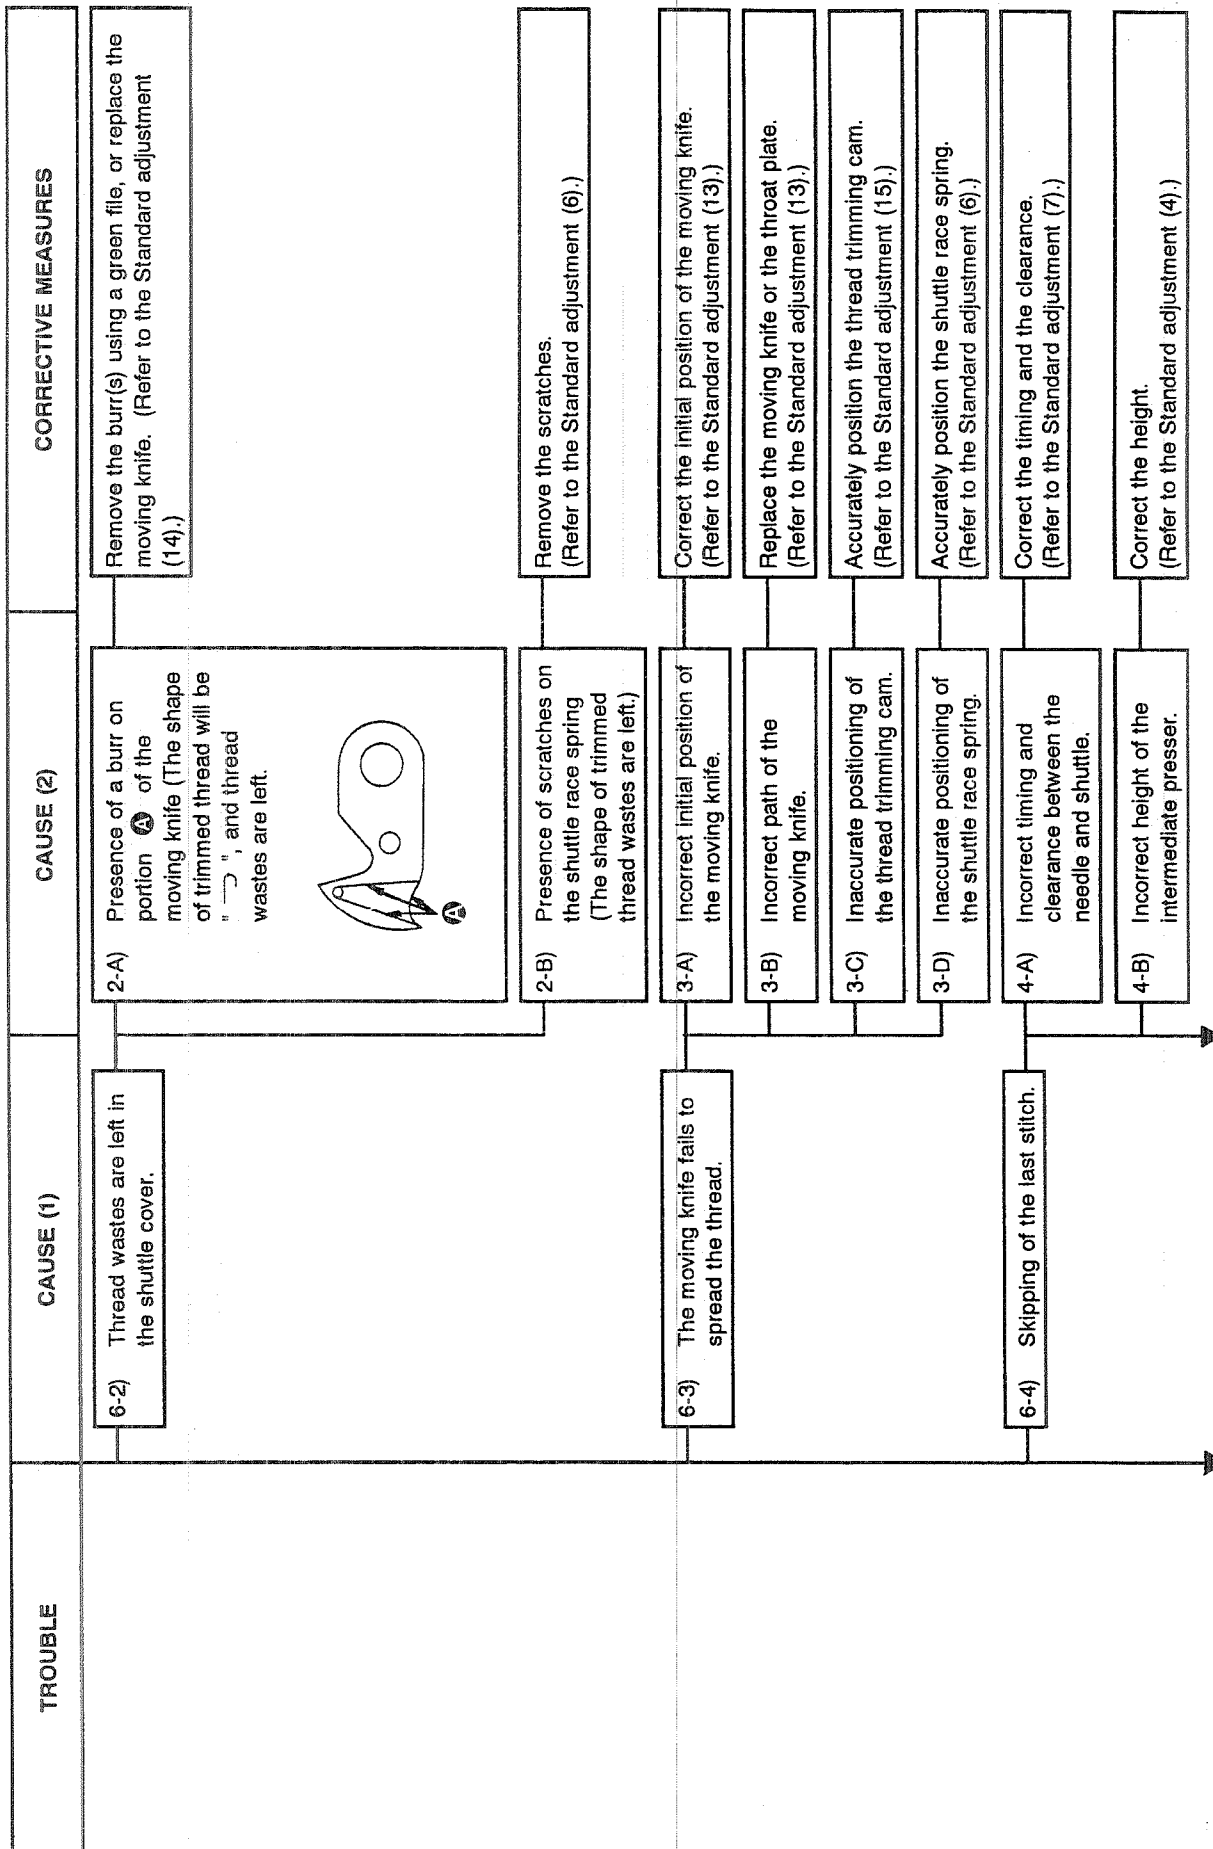 TROUBLE
CAUSE (1)
CAUSE (2)
CORRECTIVE MEASURES
6-2) Thread wastes are left in
the shuttle cover.
2-A) Presence of a burr on
portion A of the
moving knife (The shape
of trimmed thread will be
" ⊃ ", and thread
wastes are left.
A
Remove the burr(s) using a green file, or replace the
moving knife. (Refer to the Standard adjustment
(14).)
2-B) Presence of scratches on
the shuttle race spring
(The shape of trimmed
thread wastes are left.)
Remove the scratches.
(Refer to the Standard adjustment (6).)
6-3) The moving knife fails to
spread the thread.
3-A) Incorrect initial position of
the moving knife.
Correct the initial position of the moving knife.
(Refer to the Standard adjustment (13).)
3-B) Incorrect path of the
moving knife.
Replace the moving knife or the throat plate.
(Refer to the Standard adjustment (13).)
3-C) Inaccurate positioning of
the thread trimming cam.
Accurately position the thread trimming cam.
(Refer to the Standard adjustment (15).)
3-D) Inaccurate positioning of
the shuttle race spring.
Accurately position the shuttle race spring.
(Refer to the Standard adjustment (6).)
6-4) Skipping of the last stitch.
4-A) Incorrect timing and
clearance between the
needle and shuttle.
Correct the timing and the clearance.
(Refer to the Standard adjustment (7).)
4-B) Incorrect height of the
intermediate presser.
Correct the height.
(Refer to the Standard adjustment (4).)